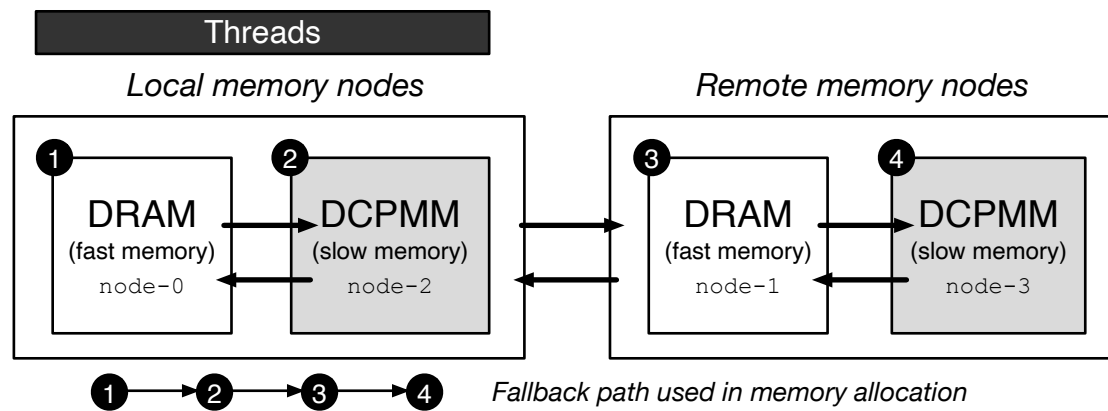 Threads
Local memory nodes
Remote memory nodes
1
DRAM
(fast memory)
node-0
2
DCPMM
(slow memory)
node-2
3
DRAM
(fast memory)
node-1
4
DCPMM
(slow memory)
node-3
1 2 3 4 Fallback path used in memory allocation